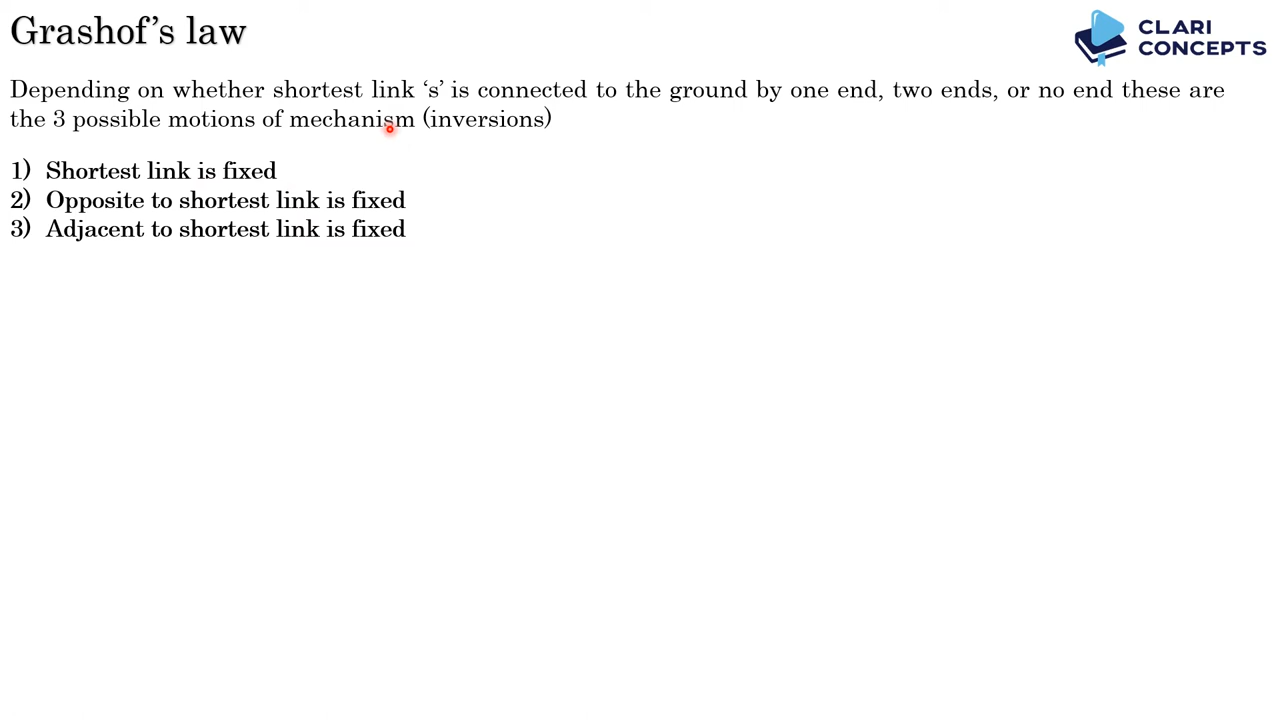 Grashof’s law
CLARI
CONCEPTS
Depending on whether shortest link ‘s’ is connected to the ground by one end, two ends, or no end these are
the 3 possible motions of mechanism (inversions)
1) Shortest link is fixed
2) Opposite to shortest link is fixed
3) Adjacent to shortest link is fixed